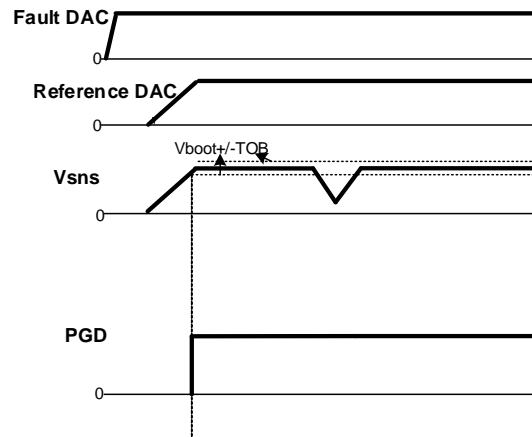 Fault DAC
0
Reference DAC
0
Vboot+/-TOB
Vsns
0
PGD
0